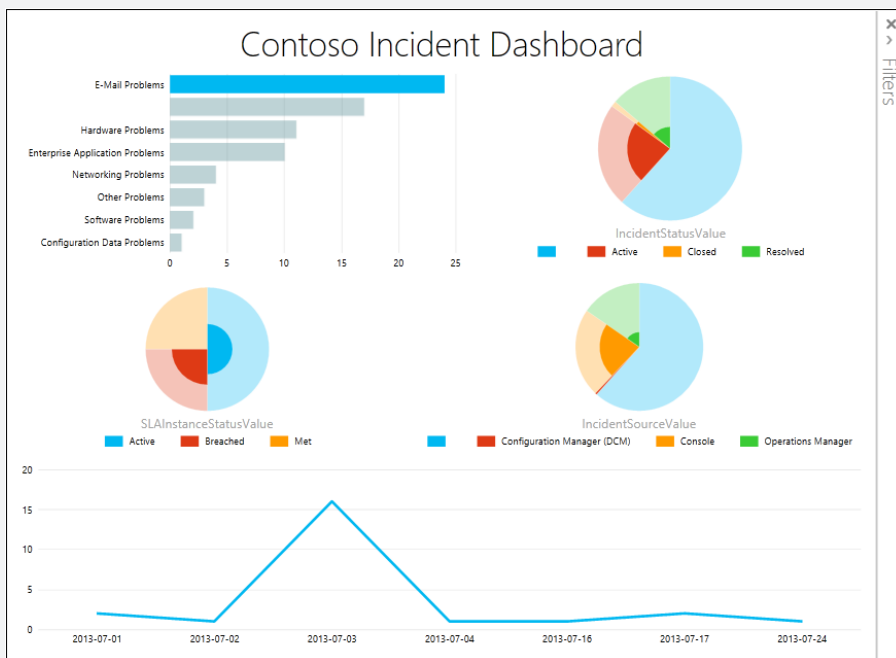 Contoso Incident Dashboard
Filters
E-Mail Problems
Hardware Problems
Enterprise Application Problems
Networking Problems
Other Problems
Software Problems
Configuration Data Problems
0 5 10 15 20 25
IncidentStatusValue
Active Closed Resolved
SLAInstanceStatusValue
Active Breached Met
IncidentSourceValue
Configuration Manager (DCM) Console Operations Manager
20
15
10
5
0
2013-07-01 2013-07-02 2013-07-03 2013-07-04 2013-07-16 2013-07-17 2013-07-24